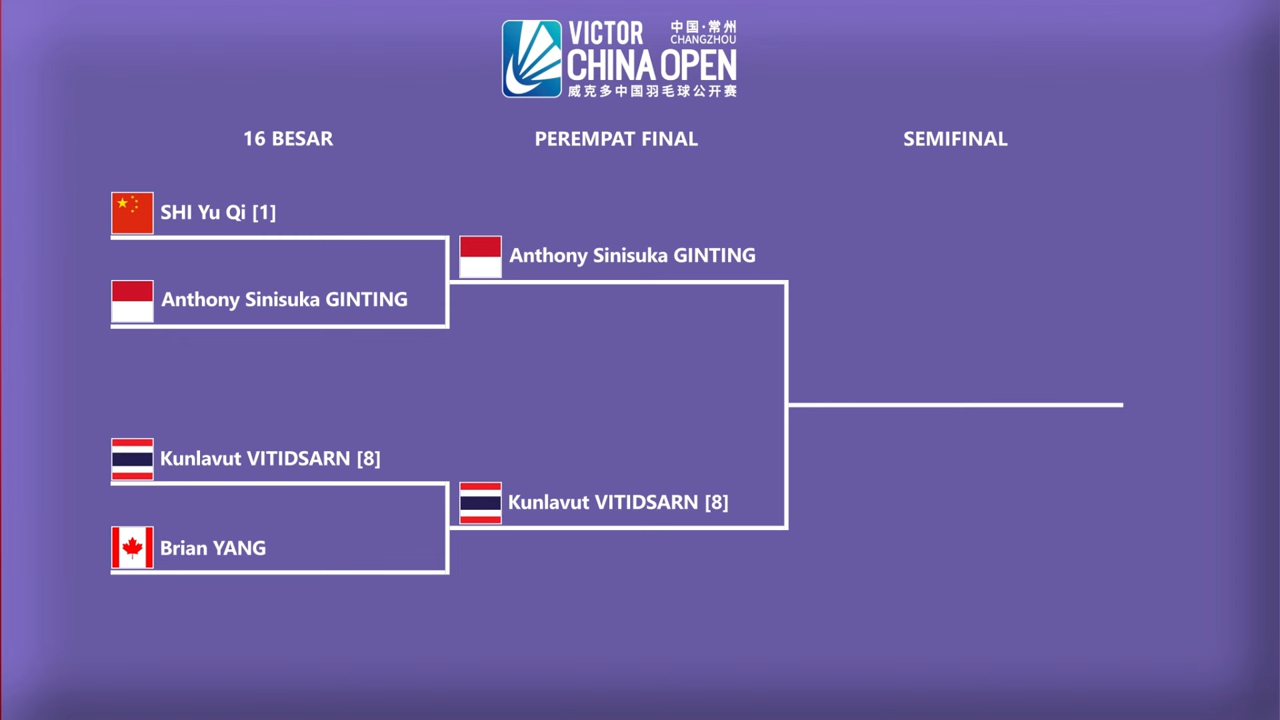 VICTOR 中国·常州
CHANGZHOU
CHINA OPEN
威克多中国羽毛球公开赛
16 BESAR
PEREMPAT FINAL
SEMIFINAL
SHI Yu Qi [1]
Anthony Sinisuka GINTING
Anthony Sinisuka GINTING
Kunlavut VITIDSARN [8]
Kunlavut VITIDSARN [8]
Brian YANG